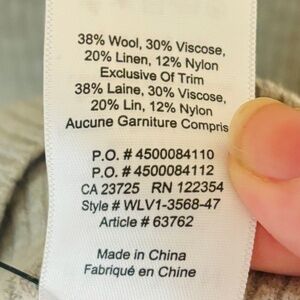 38% Wool, 30% Viscose,
20% Linen, 12% Nylon
Exclusive Of Trim
38% Laine, 30% Viscose,
20% Lin, 12% Nylon
Aucune Garniture Compris
P.O. # 4500084110
P.O. # 4500084112
CA 23725 RN 122354
Style # WLV1-3568-47
Article # 63762
Made in China
Fabriqué en Chine